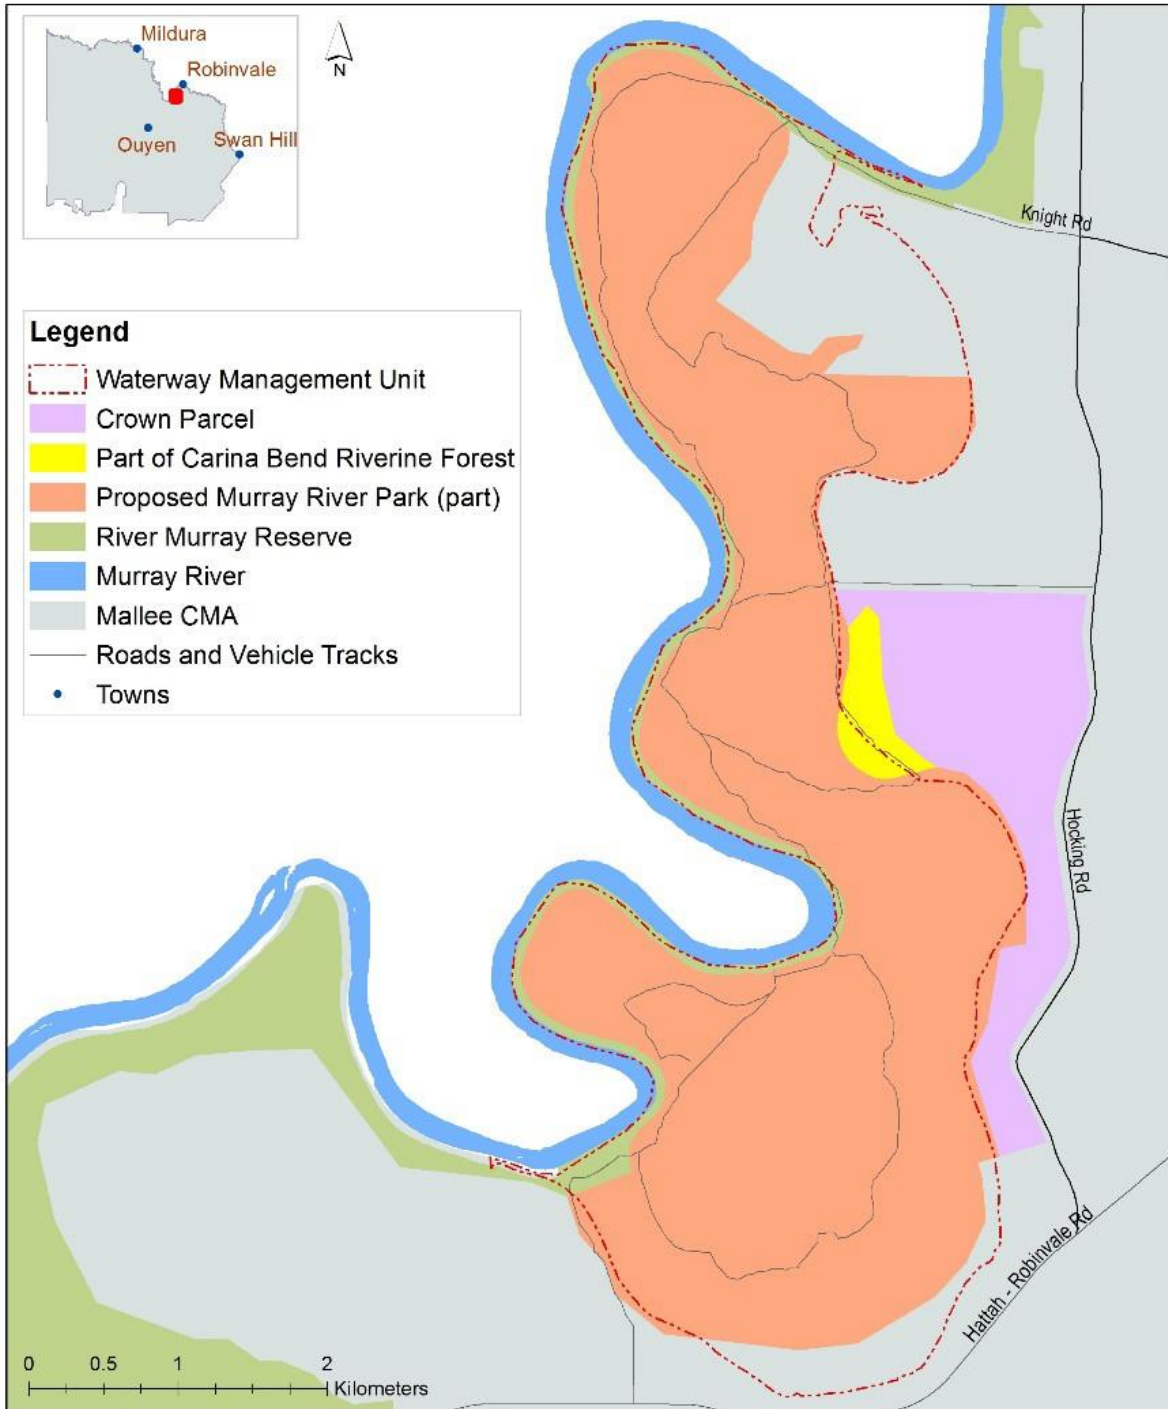 Mildura
Robinvale
Ouyen
Swan Hill
N
Knight Rd
Legend
Waterway Management Unit
Crown Parcel
Part of Carina Bend Riverine Forest
Proposed Murray River Park (part)
River Murray Reserve
Murray River
Mallee CMA
Roads and Vehicle Tracks
Towns
Hocking Rd
Hattah - Robinvale Rd
0 0.5 1 2
Kilometers